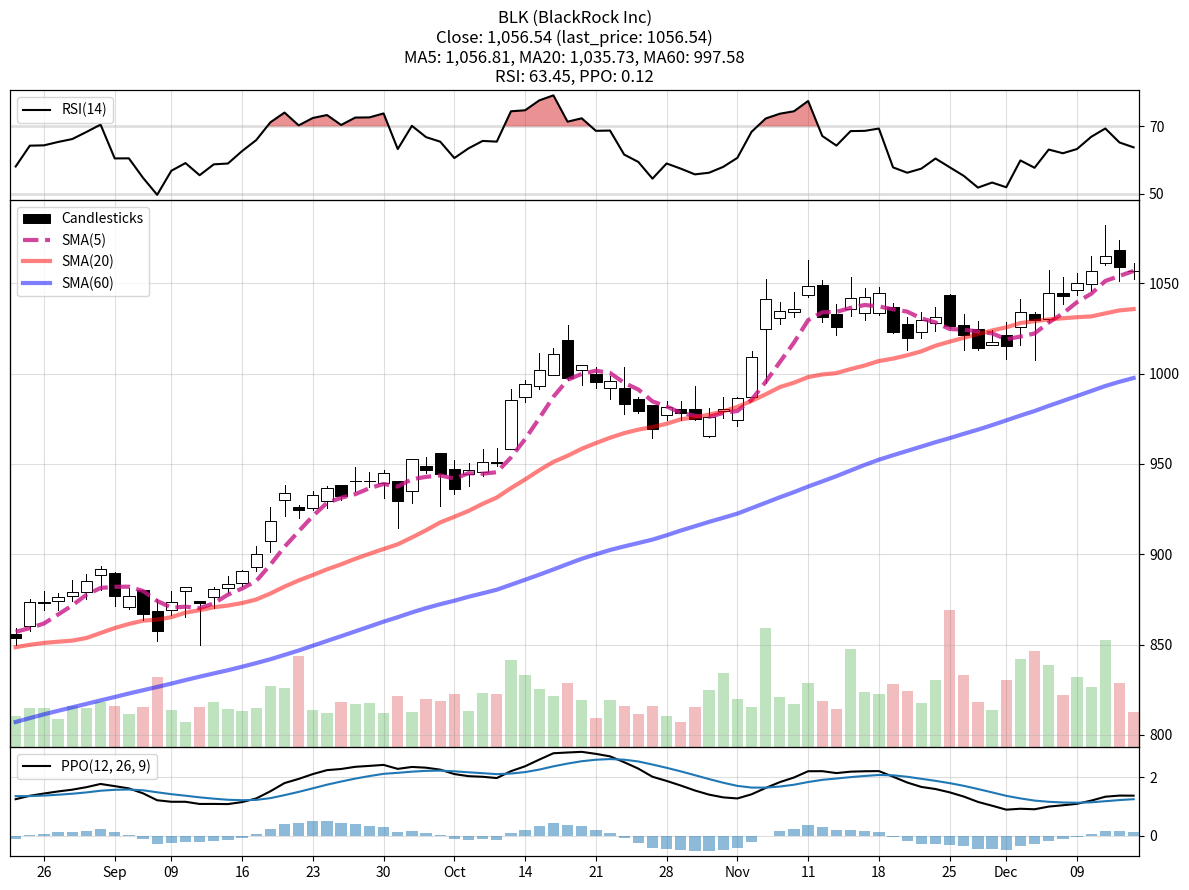 BLK (BlackRock Inc)
Close: 1,056.54 (last_price: 1056.54)
MA5: 1,056.81, MA20: 1,035.73, MA60: 997.58
RSI: 63.45, PPO: 0.12
RSI(14)
70
50
Candlesticks
SMA(5)
SMA(20)
SMA(60)
1050
1000
950
900
850
800
PPO(12, 26, 9)
2
0
26 Sep 09 16 23 30 Oct 14 21 28 Nov 11 18 25 Dec 09